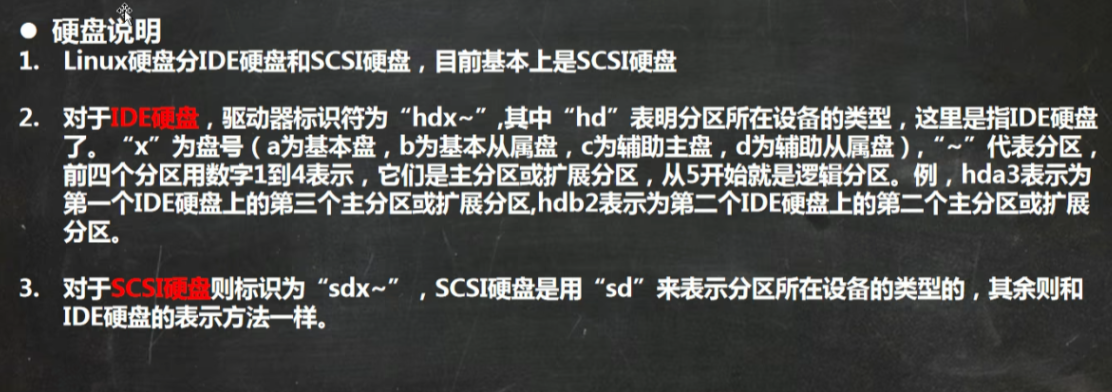 ● 硬盘说明
1. Linux硬盘分IDE硬盘和SCSI硬盘，目前基本上是SCSI硬盘
2. 对于IDE硬盘，驱动器标识符为“hdx~”,其中“hd”表明分区所在设备的类型，这里是指IDE硬盘
了。“x”为盘号（a为基本盘，b为基本从属盘，c为辅助主盘，d为辅助从属盘）,“~”代表分区，
前四个分区用数字1到4表示，它们是主分区或扩展分区，从5开始就是逻辑分区。例，hda3表示为
第一个IDE硬盘上的第三个主分区或扩展分区,hdb2表示为第二个IDE硬盘上的第二个主分区或扩展
分区。
3. 对于SCSI硬盘则标识为“sdx~”，SCSI硬盘是用“sd”来表示分区所在设备的类型的，其余则和
IDE硬盘的表示方法一样。